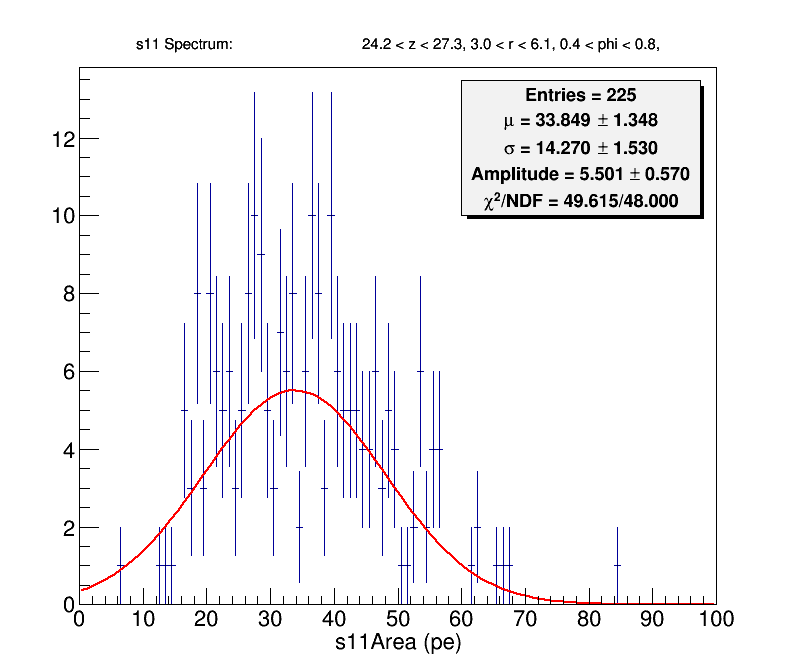 s11 Spectrum: 24.2 < z < 27.3, 3.0 < r < 6.1, 0.4 < phi < 0.8,
Entries = 225
μ = 33.849 ± 1.348
σ = 14.270 ± 1.530
Amplitude = 5.501 ± 0.570
χ²/NDF = 49.615/48.000
12
10
8
6
4
2
0
0 10 20 30 40 50 60 70 80 90 100
s11Area (pe)